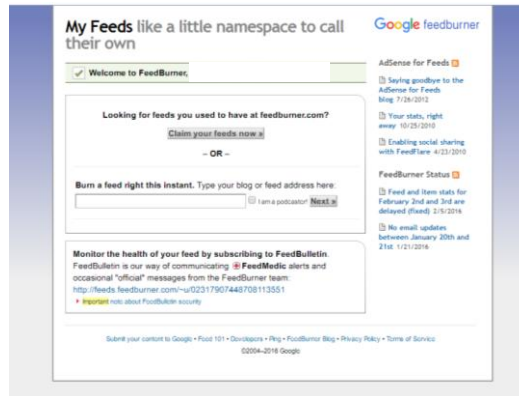 My Feeds like a little namespace to call
their own
Google feedburner
Welcome to FeedBurner,
Looking for feeds you used to have at feedburner.com?
Claim your feeds now »
– OR –
Burn a feed right this instant. Type your blog or feed address here:
I am a podcaster! Next »
Monitor the health of your feed by subscribing to FeedBulletin.
FeedBulletin is our way of communicating FeedMedic alerts and
occasional "official" messages from the FeedBurner team:
http://feeds.feedburner.com/~u/02317907448708113551
Important note about FeedBulletin security
AdSense for Feeds
Saying goodbye to the
AdSense for Feeds
blog 7/26/2012
Your stats, right
away 10/25/2010
Enabling social sharing
with FeedFlare 4/23/2010
FeedBurner Status
Feed and item stats for
February 2nd and 3rd are
delayed (fixed) 2/5/2016
No email updates
between January 20th and
21st 1/21/2016
Submit your content to Google • Feed 101 • Developers • Ping • FeedBurner Blog • Privacy Policy • Terms of Service
©2004–2016 Google